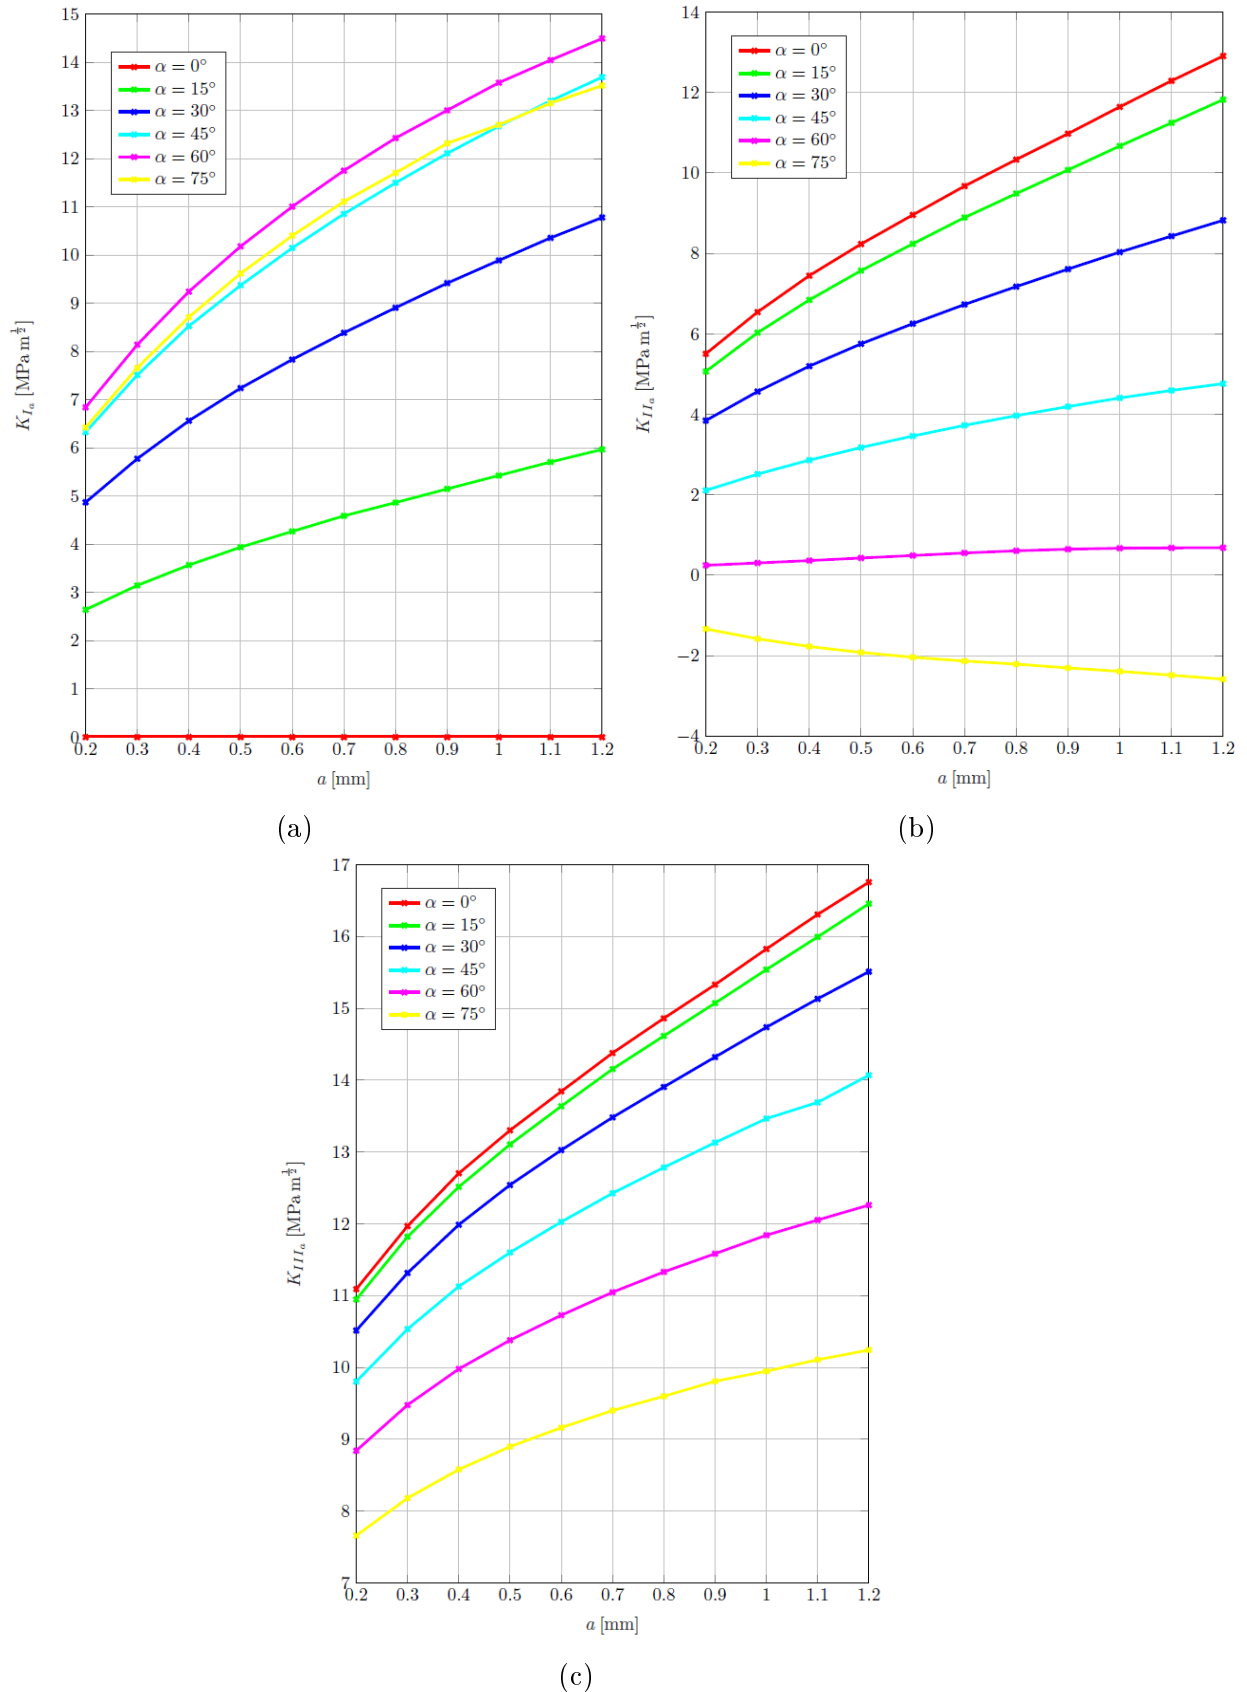 15
14
13
12
11
10
9
8
7
6
5
4
3
2
1
0
α = 0°
α = 15°
α = 30°
α = 45°
α = 60°
α = 75°
K_{I_a} [MPa m^{1/2}]
0.2 0.3 0.4 0.5 0.6 0.7 0.8 0.9 1 1.1 1.2
a [mm]
(a)
14
12
10
8
6
4
2
0
−2
−4
α = 0°
α = 15°
α = 30°
α = 45°
α = 60°
α = 75°
K_{II_a} [MPa m^{1/2}]
0.2 0.3 0.4 0.5 0.6 0.7 0.8 0.9 1 1.1 1.2
a [mm]
(b)
17
16
15
14
13
12
11
10
9
8
7
α = 0°
α = 15°
α = 30°
α = 45°
α = 60°
α = 75°
K_{III_a} [MPa m^{1/2}]
0.2 0.3 0.4 0.5 0.6 0.7 0.8 0.9 1 1.1 1.2
a [mm]
(c)